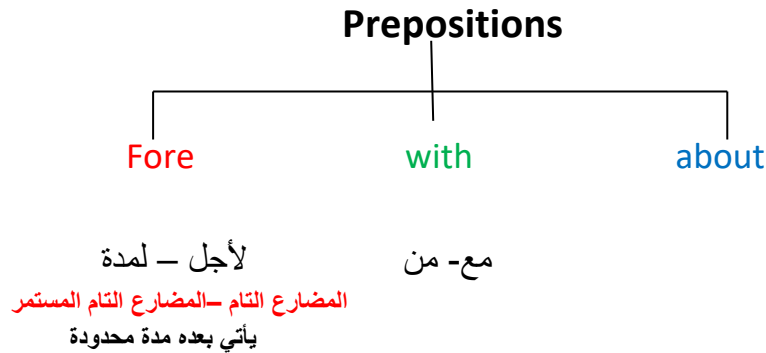 Prepositions
Fore with about
لأجل – لمدة مع- من
المضارع التام –المضارع التام المستمر
يأتي بعده مدة محدودة